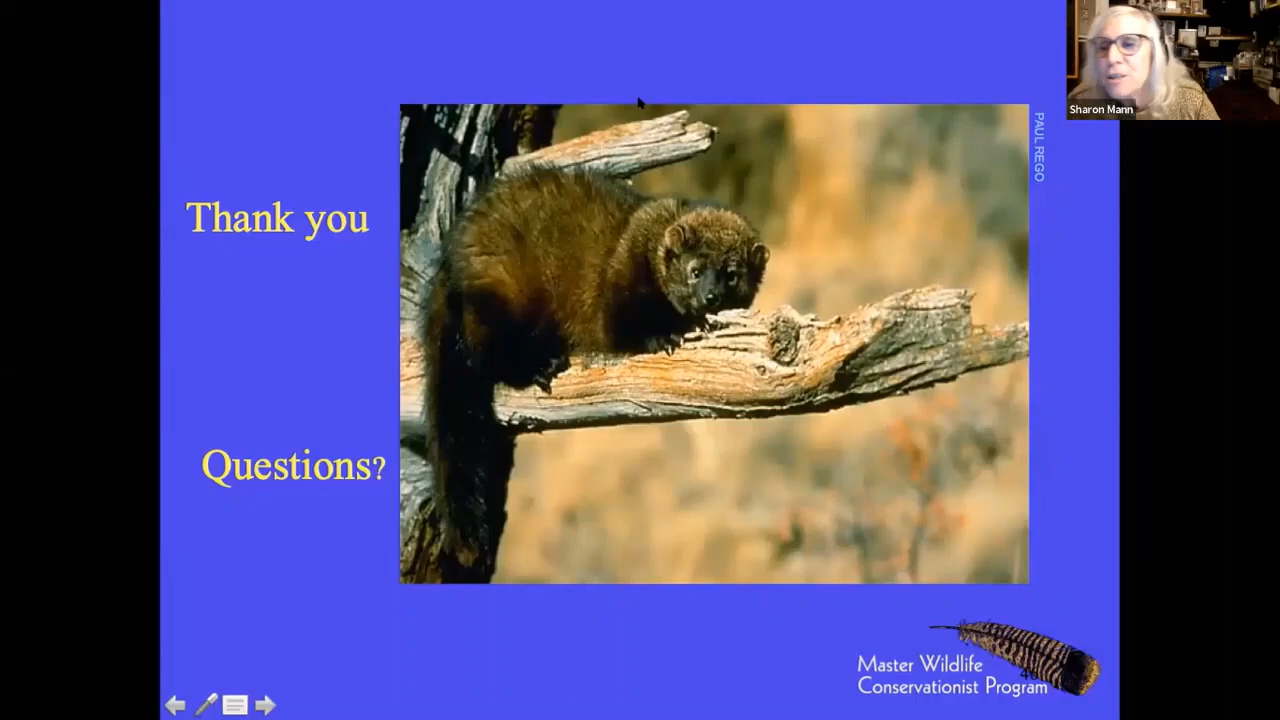 Sharon Mann
PAUL REGO
Thank you
Questions?
Master Wildlife
Conservationist Program